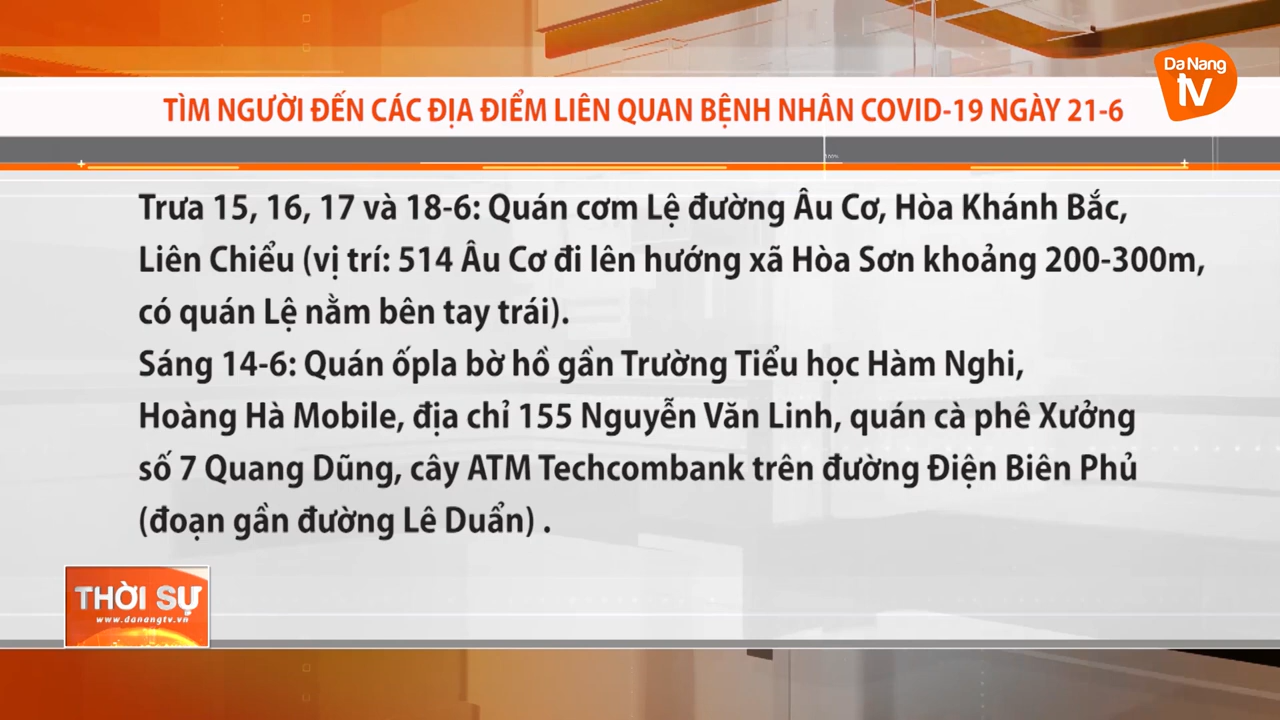 Da Nang
tv
TÌM NGƯỜI ĐẾN CÁC ĐỊA ĐIỂM LIÊN QUAN BỆNH NHÂN COVID-19 NGÀY 21-6
100%
Trưa 15, 16, 17 và 18-6: Quán cơm Lệ đường Âu Cơ, Hòa Khánh Bắc,
Liên Chiểu (vị trí: 514 Âu Cơ đi lên hướng xã Hòa Sơn khoảng 200-300m,
có quán Lệ nằm bên tay trái).
Sáng 14-6: Quán ốpla bờ hồ gần Trường Tiểu học Hàm Nghi,
Hoàng Hà Mobile, địa chỉ 155 Nguyễn Văn Linh, quán cà phê Xưởng
số 7 Quang Dũng, cây ATM Techcombank trên đường Điện Biên Phủ
(đoạn gần đường Lê Duẩn) .
THỜI SỰ
www.danangtv.vn